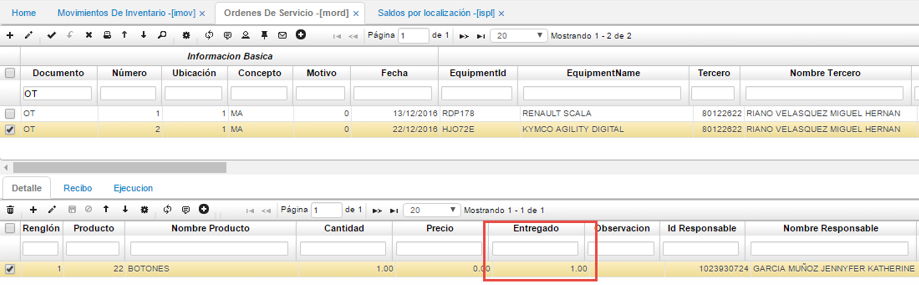 Home Movimientos De Inventario -[imov] × Ordenes De Servicio -[mord] × Saldos por localización -[ispl] ×
Página 1 de 1 20 Mostrando 1 - 2 de 2
Informacion Basica
Documento Número Ubicación Concepto Motivo Fecha EquipmentId EquipmentName Tercero Nombre Tercero
OT
OT 1 1 MA 0 13/12/2016 RDP178 RENAULT SCALA 80122622 RIANO VELASQUEZ MIGUEL HERNAN
OT 2 1 MA 0 22/12/2016 HJO72E KYMCO AGILITY DIGITAL 80122622 RIANO VELASQUEZ MIGUEL HERNAN
Detalle Recibo Ejecucion
Página 1 de 1 20 Mostrando 1 - 1 de 1
Renglón Producto Nombre Producto Cantidad Precio Entregado Observacion Id Responsable Nombre Responsable
1 22 BOTONES 1.00 0.00 1.00 1023930724 GARCIA MUÑOZ JENNYFER KATHERINE